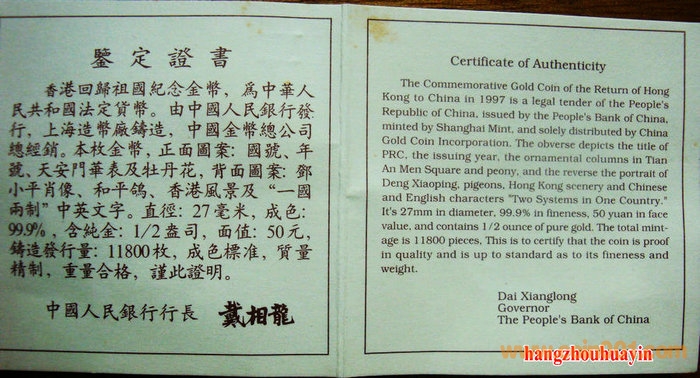 鑒定證書
香港回歸祖國紀念金幣，爲中華人
民共和國法定貨幣。由中國人民銀行發
行，上海造幣廠鑄造，中國金幣總公司
總經銷。本枚金幣，正面圖案：國號、年
號、天安門華表及牡丹花，背面圖案：鄧
小平肖像、和平鴿、香港風景及“一國
兩制”中英文字。直徑：27毫米，成色：
99.9%，含純金：1/2盎司，面值：50元，
鑄造發行量：11800枚，成色標准，質量
精制，重量合格，謹此證明。
中國人民銀行行長 戴相龍
Certificate of Authenticity
The Commemorative Gold Coin of the Return of Hong
Kong to China in 1997 is a legal tender of the People's
Republic of China, issued by the People's Bank of China,
minted by Shanghai Mint, and solely distributed by China
Gold Coin Incorporation. The obverse depicts the title of
PRC, the issuing year, the ornamental columns in Tian
An Men Square and peony, and the reverse the portrait of
Deng Xiaoping, pigeons, Hong Kong scenery and Chinese
and English characters "Two Systems in One Country."
It's 27mm in diameter, 99.9% in fineness, 50 yuan in face
value, and contains 1/2 ounce of pure gold. The total mint-
age is 11800 pieces, This is to certify that the coin is proof
in quality and is up to standard as to its fineness and
weight.
Dai Xianglong
Governor
The People's Bank of China
hangzhouhuayin